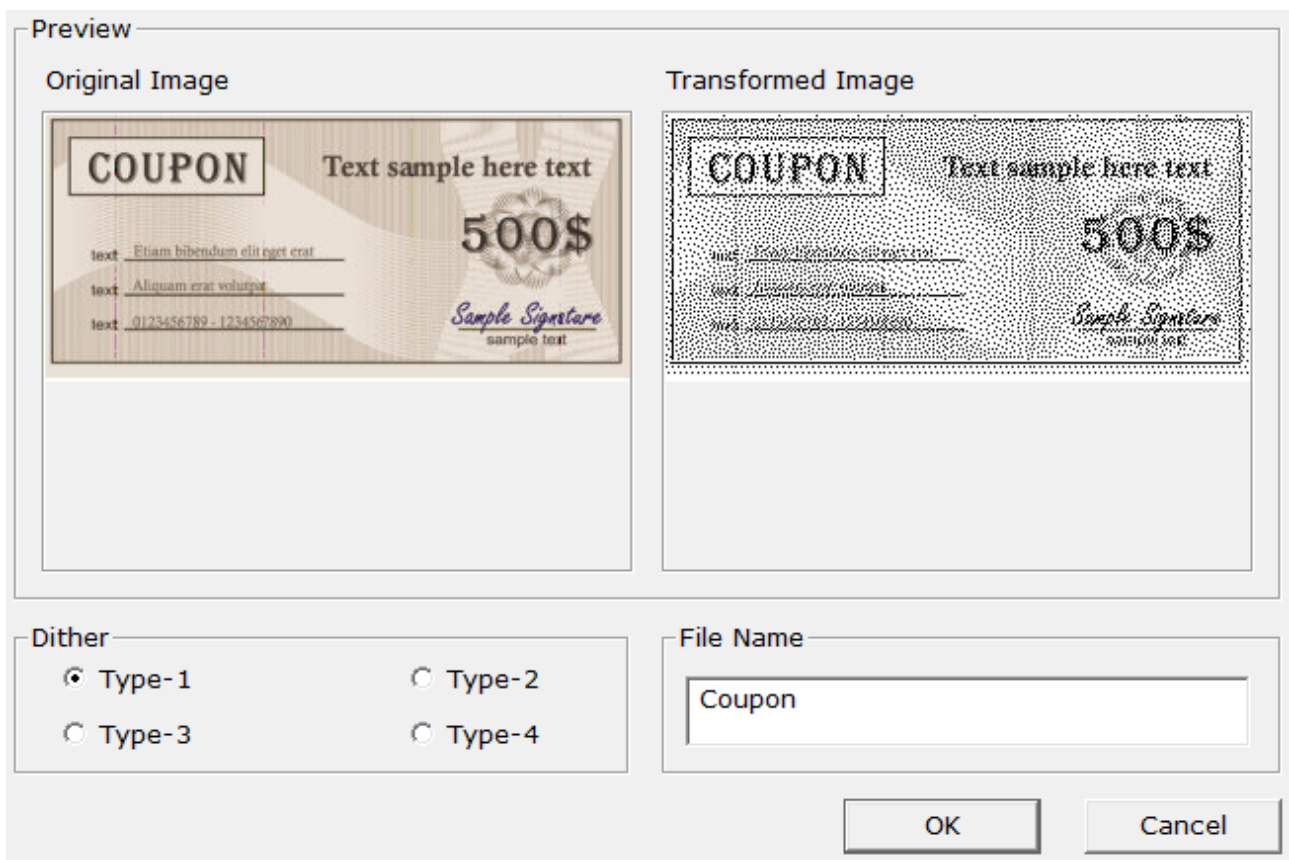 Preview
Original Image
Transformed Image
COUPON
Text sample here text
500$
text Etiam bibendum elit eget erat
text Aliquam erat volutpat
text 0123456789 - 1234567890
Sample Signature
sample text
COUPON
Text sample here text
500$
Sample Signature
sample text
Dither
Type-1
Type-2
Type-3
Type-4
File Name
Coupon
OK
Cancel